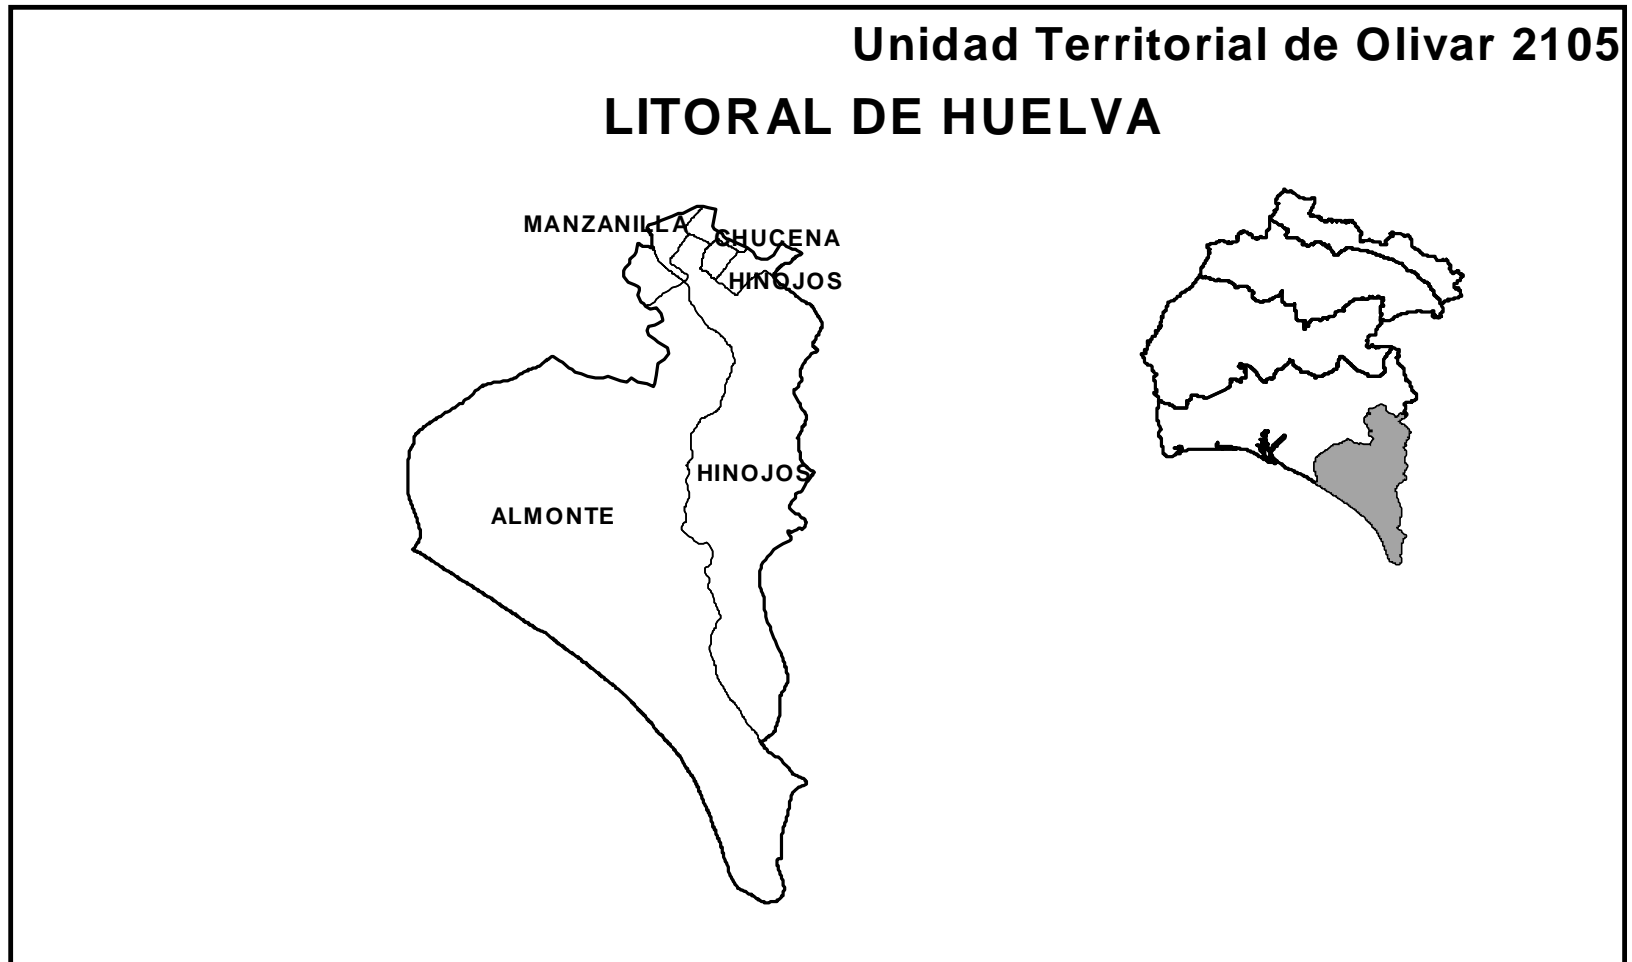 Unidad Territorial de Olivar 2105
LITORAL DE HUELVA
MANZANILLA
CHUCENA
HINOJOS
HINOJOS
ALMONTE